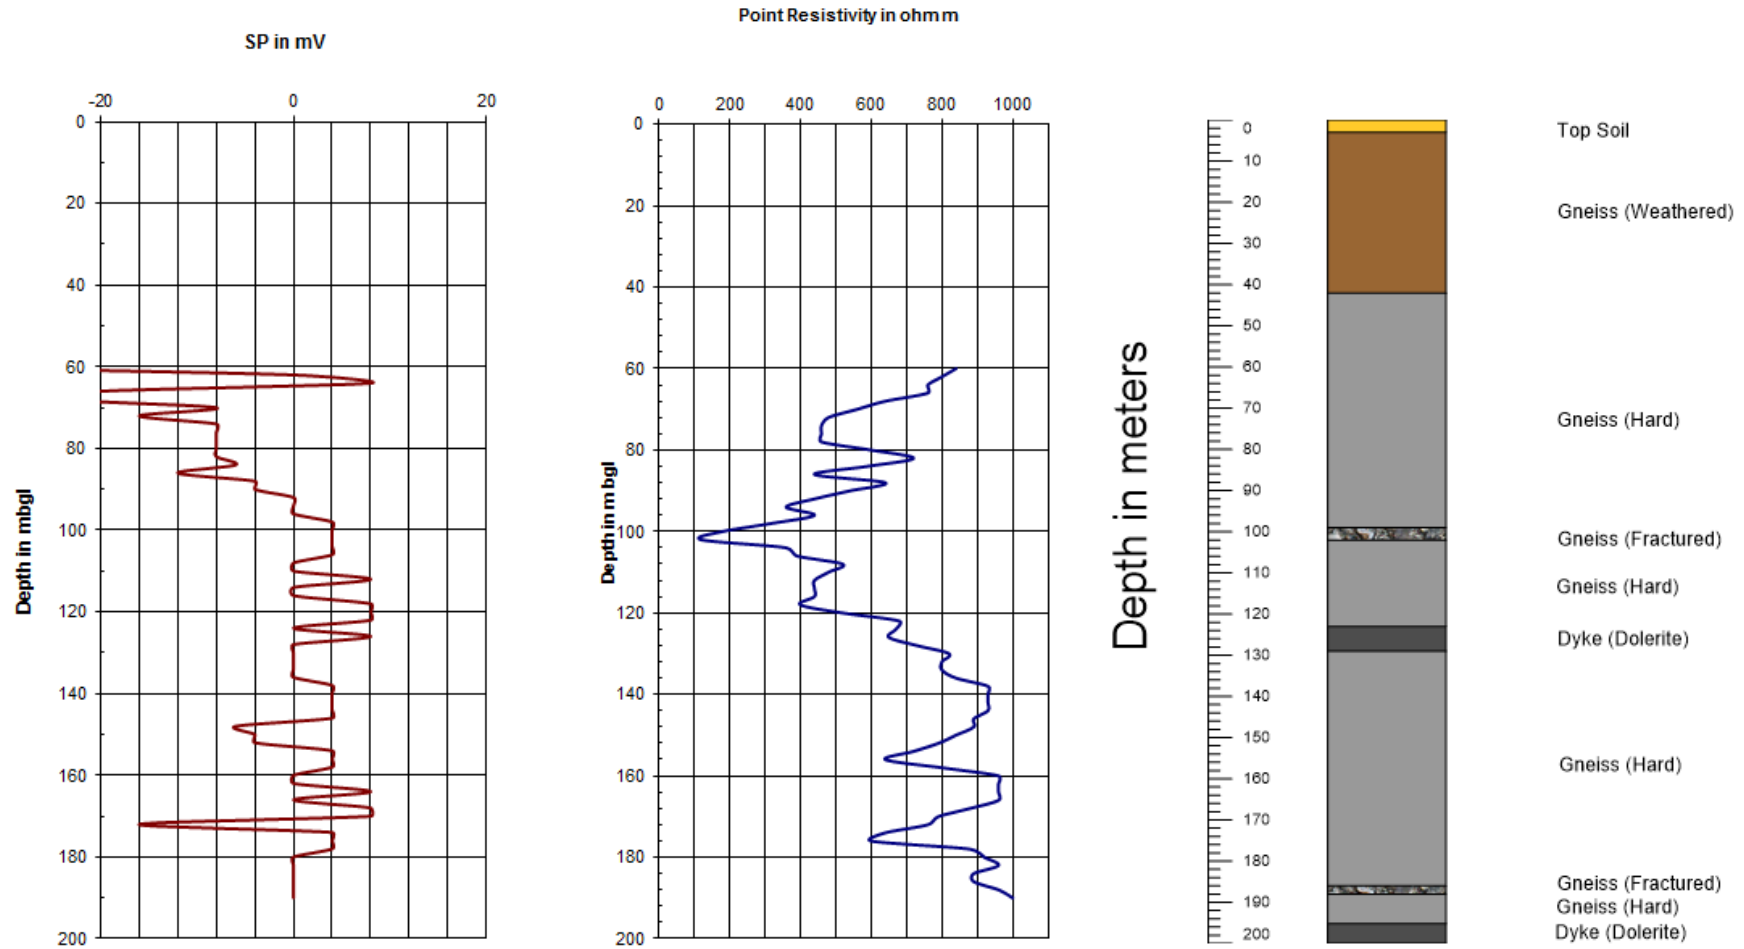 SP in mV
-20 0 20
0
20
40
60
80
100
120
140
160
180
200
Depth in mbgl
Point Resistivity in ohm m
0 200 400 600 800 1000
0
20
40
60
80
100
120
140
160
180
200
Depth in m bgl
Depth in meters
0
10
20
30
40
50
60
70
80
90
100
110
120
130
140
150
160
170
180
190
200
Top Soil
Gneiss (Weathered)
Gneiss (Hard)
Gneiss (Fractured)
Gneiss (Hard)
Dyke (Dolerite)
Gneiss (Hard)
Gneiss (Fractured)
Gneiss (Hard)
Dyke (Dolerite)